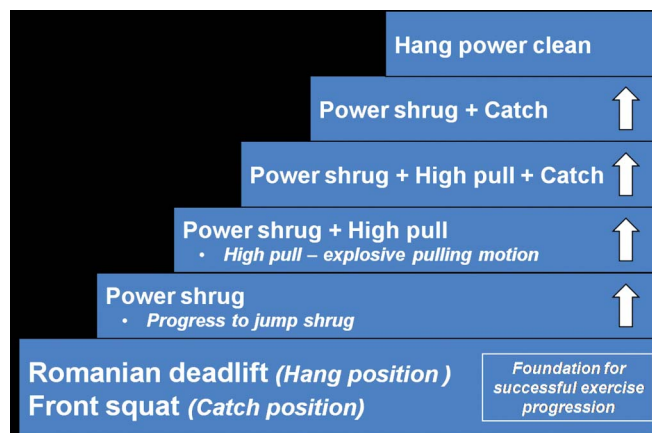 Hang power clean
Power shrug + Catch
Power shrug + High pull + Catch
Power shrug + High pull
• High pull – explosive pulling motion
Power shrug
• Progress to jump shrug
Romanian deadlift (Hang position )
Front squat (Catch position)
Foundation for
successful exercise
progression